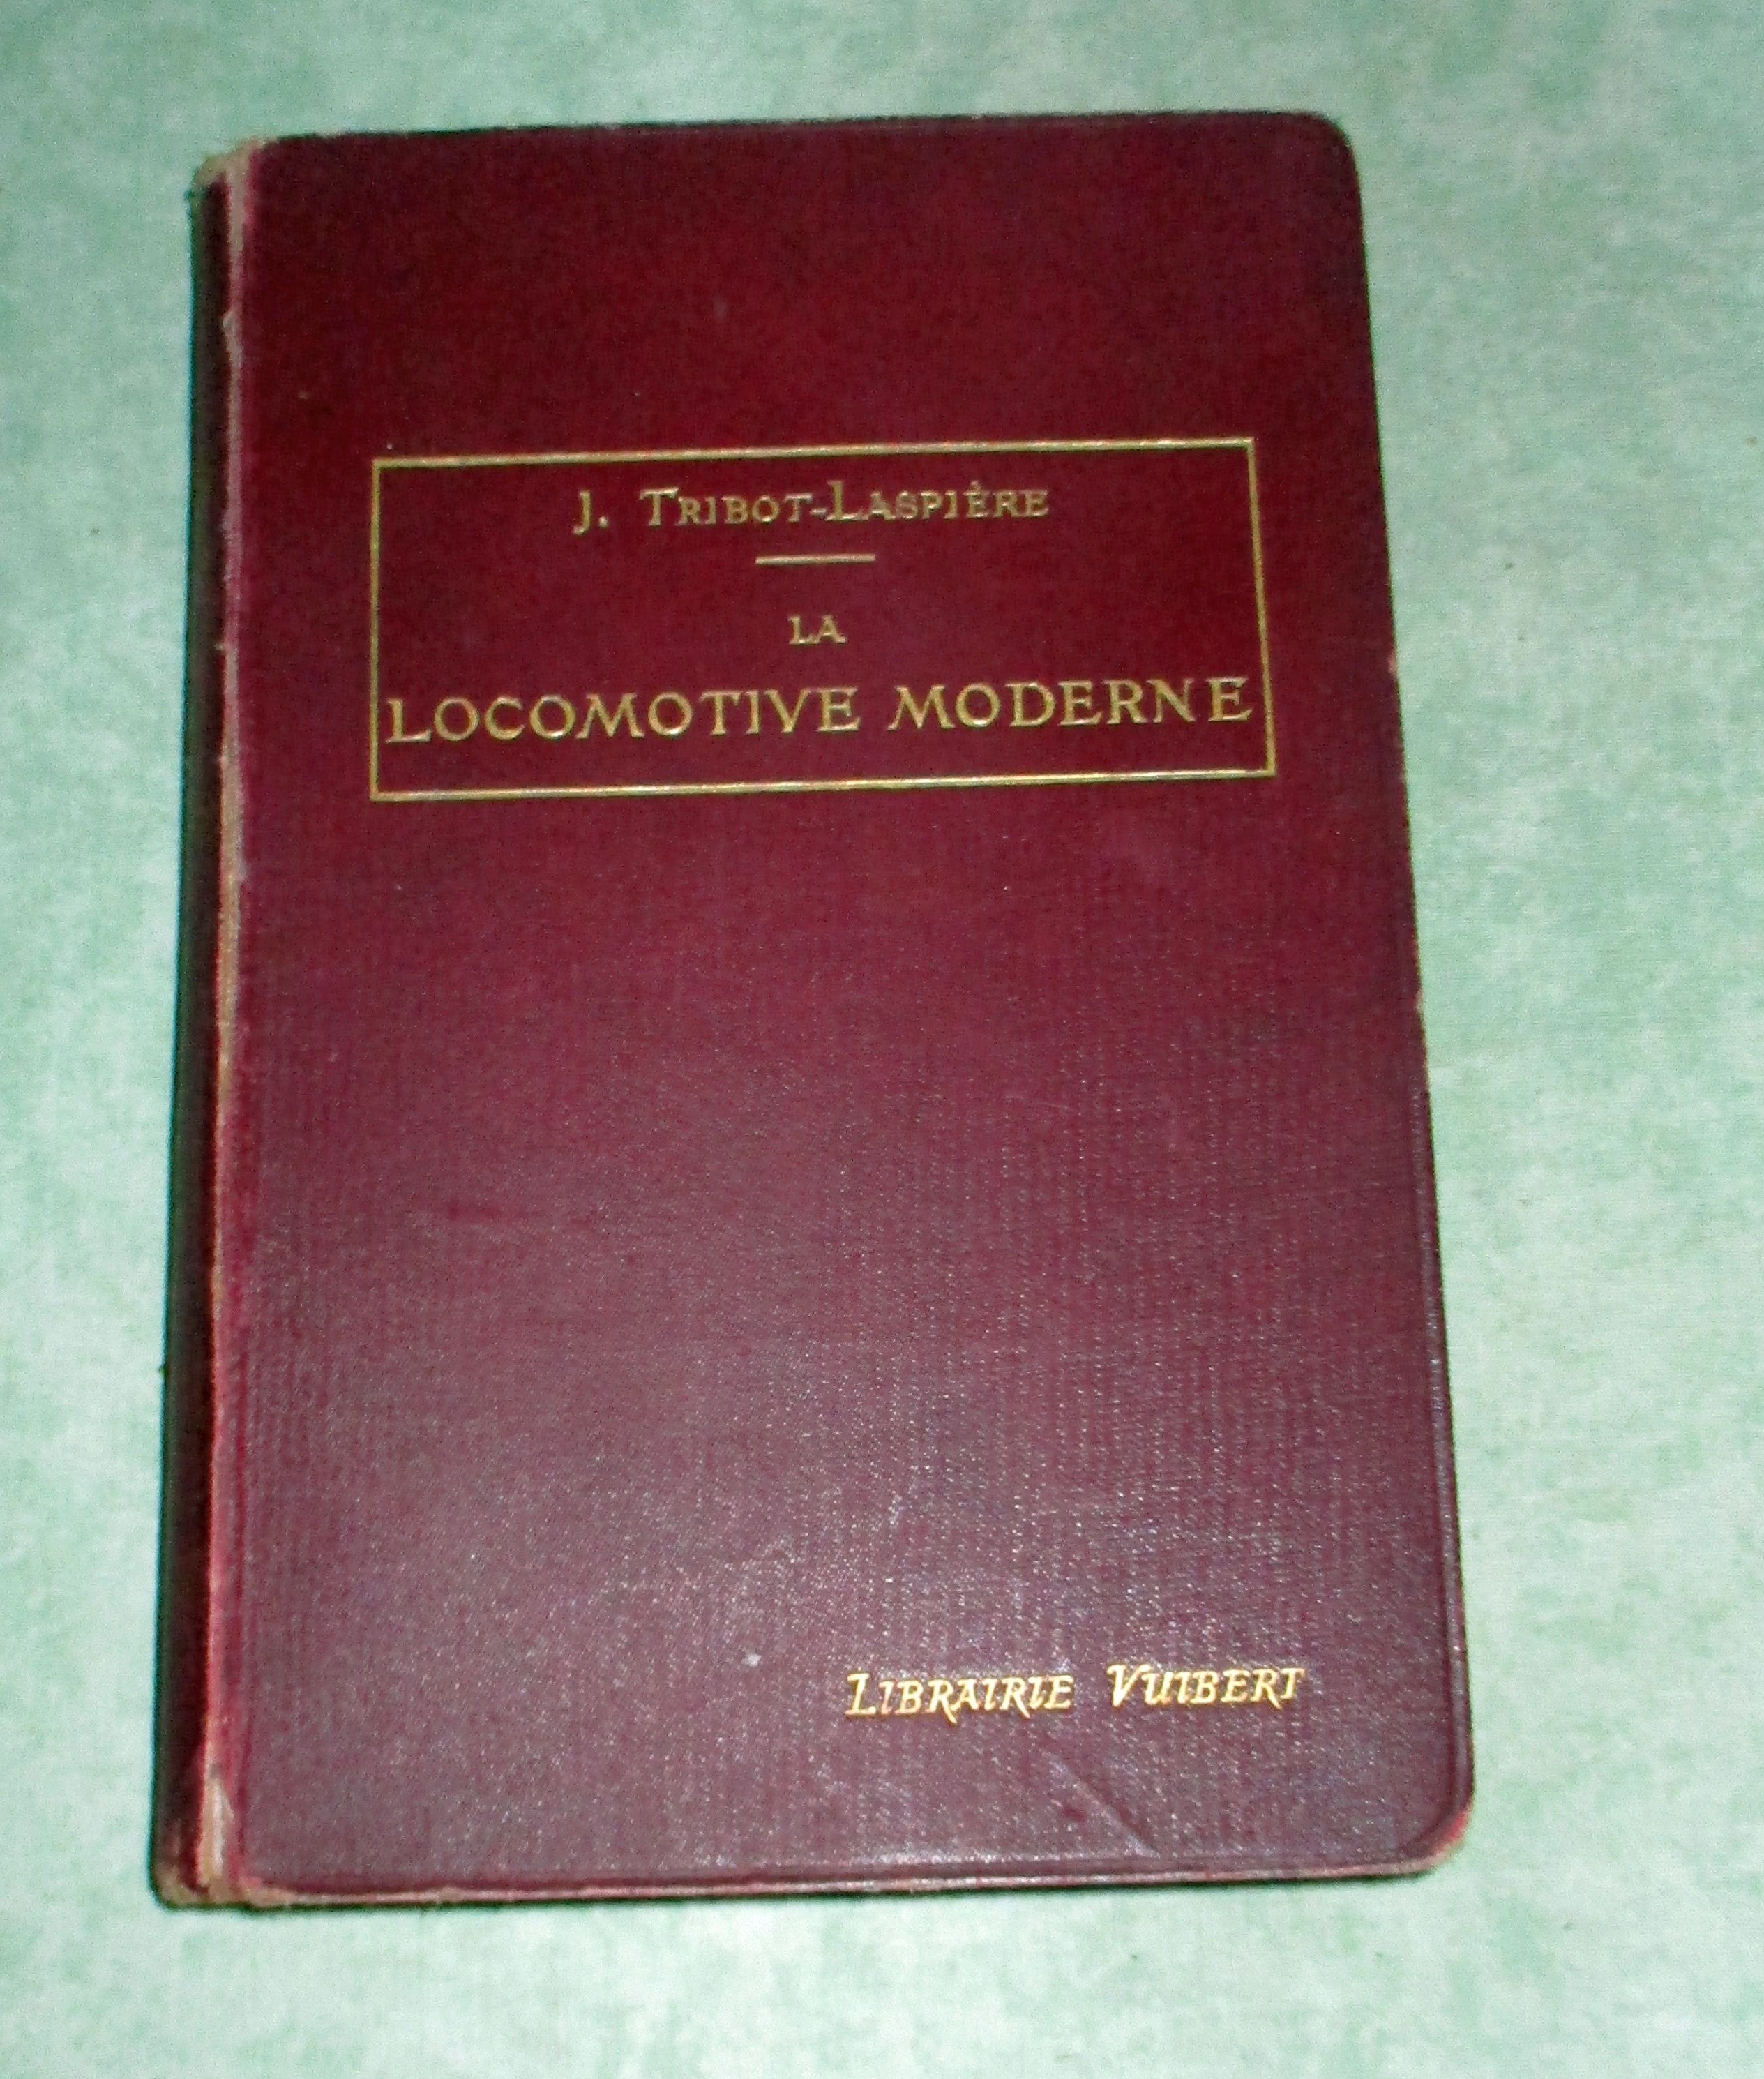 J. TRIBOT-LASPIÈRE
LA
LOCOMOTIVE MODERNE
LIBRAIRIE VUIBERT